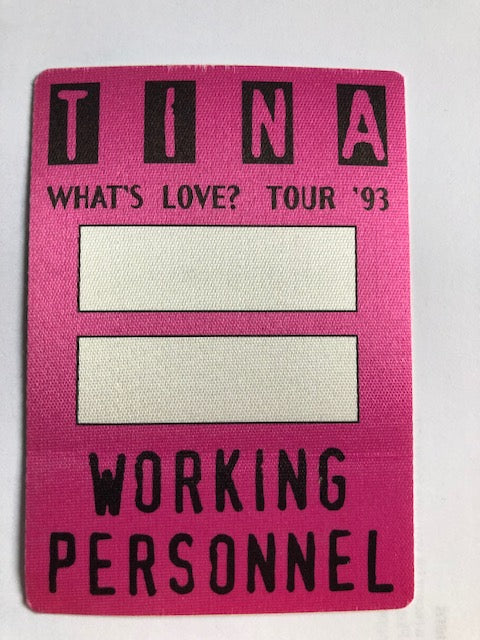 TINA
WHAT'S LOVE? TOUR '93
WORKING
PERSONNEL